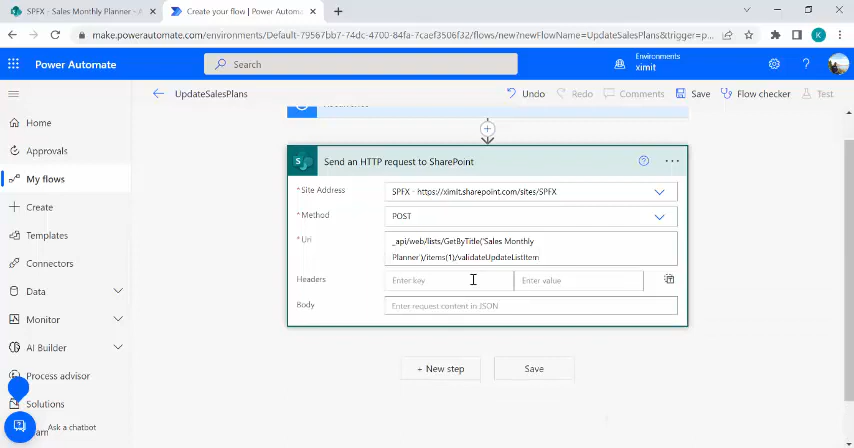 SPFX - Sales Monthly Planner - A
Create your flow | Power Automa
make.powerautomate.com/environments/Default-79567bb7-74dc-4700-84fa-7caef3506f32/flows/new?newFlowName=UpdateSalesPlans&trigger=p...
K
Power Automate
Search
Environments
ximit
UpdateSalesPlans
Undo
Redo
Comments
Save
Flow checker
Test
Home
Approvals
My flows
Create
Templates
Connectors
Data
Monitor
AI Builder
Process advisor
Solutions
Ask a chatbot
Recurrence
Send an HTTP request to SharePoint
* Site Address
SPFX - https://ximit.sharepoint.com/sites/SPFX
* Method
POST
* Uri
_api/web/lists/GetByTitle('Sales Monthly
Planner')/items(1)/validateUpdateListItem
Headers
Enter key
Enter value
Body
Enter request content in JSON
+ New step
Save